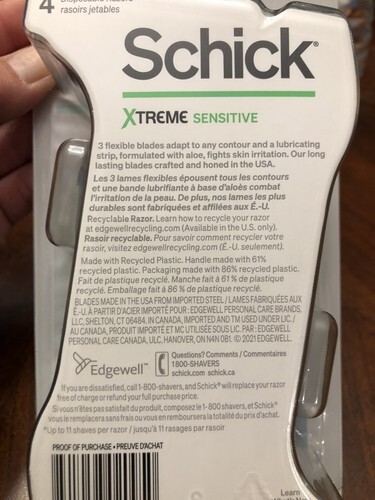 4 Disposable Razors
rasoirs jetables
Schick®
XTREME SENSITIVE
3 flexible blades adapt to any contour and a lubricating
strip, formulated with aloe, fights skin irritation. Our long
lasting blades crafted and honed in the USA.
Les 3 lames flexibles épousent tous les contours
et une bande lubrifiante à base d'aloès combat
l'irritation de la peau. De plus, nos lames les plus
durables sont fabriquées et affilées aux É.-U.
Recyclable Razor. Learn how to recycle your razor
at edgewellrecycling.com (Available in the U.S. only).
Rasoir recyclable. Pour savoir comment recycler votre
rasoir, visitez edgewellrecycling.com (É.-U. seulement).
Made with Recycled Plastic. Handle made with 61%
recycled plastic. Packaging made with 86% recycled plastic.
Fait de plastique recyclé. Manche fait à 61 % de plastique
recyclé. Emballage fait à 86 % de plastique recyclé.
BLADES MADE IN THE USA FROM IMPORTED STEEL / LAMES FABRIQUÉES AUX
É.-U. À PARTIR D'ACIER IMPORTÉ POUR : EDGEWELL PERSONAL CARE BRANDS,
LLC, SHELTON, CT 06484. IN CANADA, IMPORTED AND TM USED UNDER LIC. /
AU CANADA, PRODUIT IMPORTÉ ET MC UTILISÉE SOUS LIC. PAR : EDGEWELL
PERSONAL CARE CANADA, ULC, HANOVER, ON N4N 0B1. © 2021 EDGEWELL.
Edgewell™
Questions? Comments / Commentaires
1800-SHAVERS
schick.com schick.ca
If you are dissatisfied, call 1-800-shavers, and Schick® will replace your razor
free of charge or refund your full purchase price.
Si vous n'êtes pas satisfait du produit, composez le 1-800 shavers, et Schick®
vous le remplacera sans frais ou vous en remboursera la totalité du prix d'achat.
*Up to 11 shaves per razor / jusqu'à 11 rasages par rasoir
PROOF OF PURCHASE • PREUVE D'ACHAT
Learn